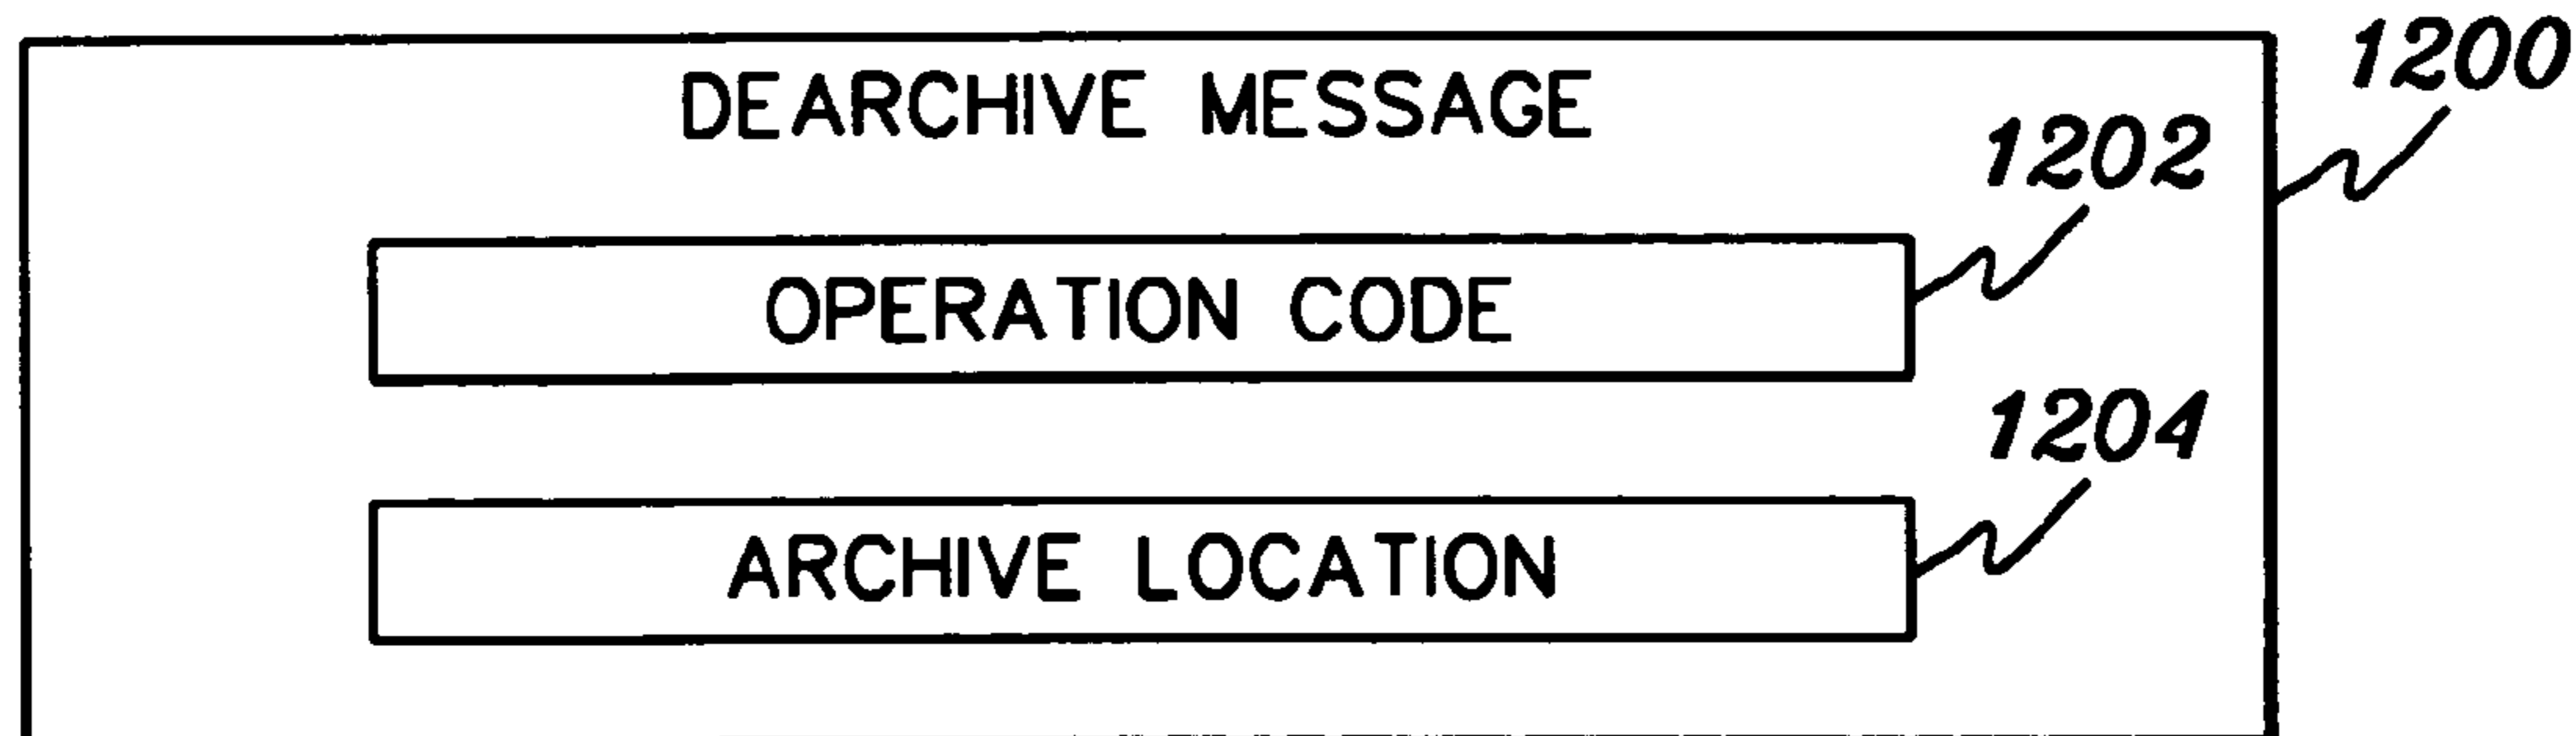 1200
DEARCHIVE MESSAGE
1202
OPERATION CODE
1204
ARCHIVE LOCATION